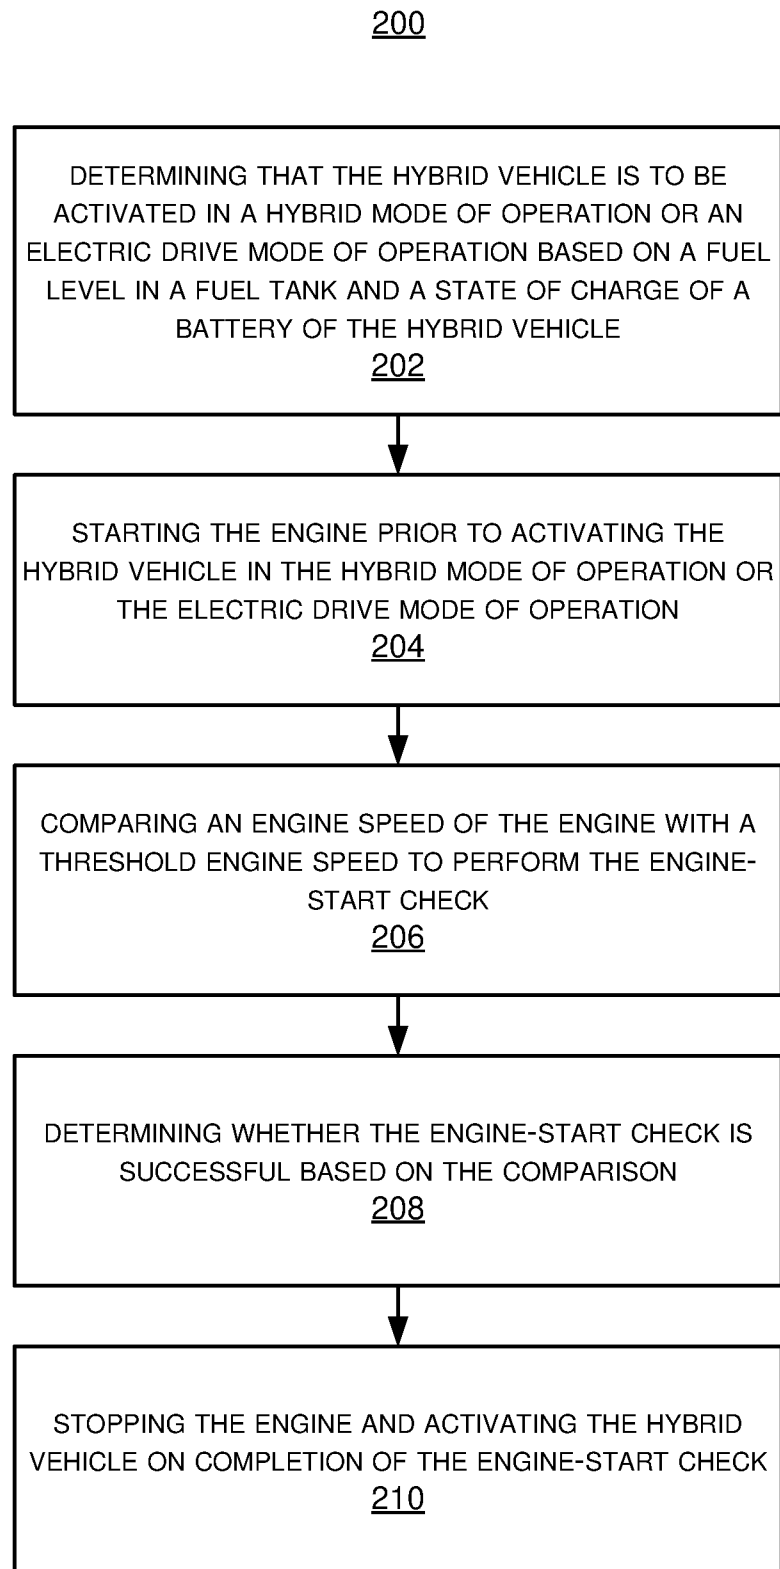 200
DETERMINING THAT THE HYBRID VEHICLE IS TO BE
ACTIVATED IN A HYBRID MODE OF OPERATION OR AN
ELECTRIC DRIVE MODE OF OPERATION BASED ON A FUEL
LEVEL IN A FUEL TANK AND A STATE OF CHARGE OF A
BATTERY OF THE HYBRID VEHICLE
202
STARTING THE ENGINE PRIOR TO ACTIVATING THE
HYBRID VEHICLE IN THE HYBRID MODE OF OPERATION OR
THE ELECTRIC DRIVE MODE OF OPERATION
204
COMPARING AN ENGINE SPEED OF THE ENGINE WITH A
THRESHOLD ENGINE SPEED TO PERFORM THE ENGINE-
START CHECK
206
DETERMINING WHETHER THE ENGINE-START CHECK IS
SUCCESSFUL BASED ON THE COMPARISON
208
STOPPING THE ENGINE AND ACTIVATING THE HYBRID
VEHICLE ON COMPLETION OF THE ENGINE-START CHECK
210